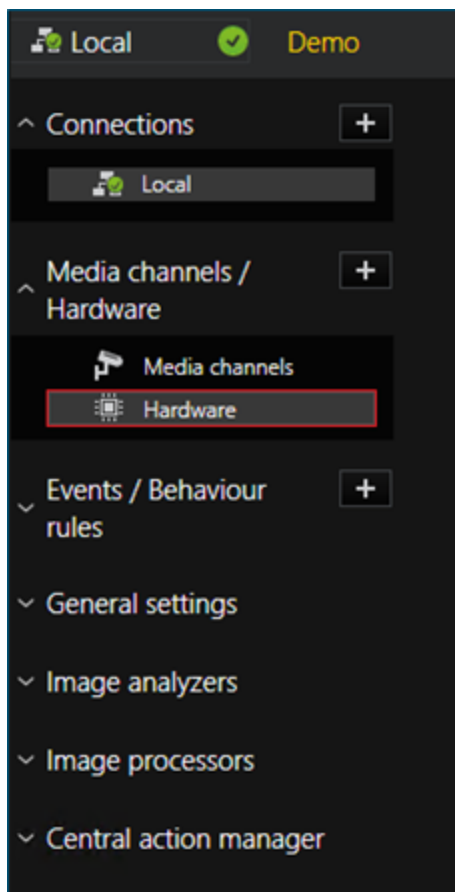 Local Demo
Connections
Local
Media channels /
Hardware
Media channels
Hardware
Events / Behaviour
rules
General settings
Image analyzers
Image processors
Central action manager